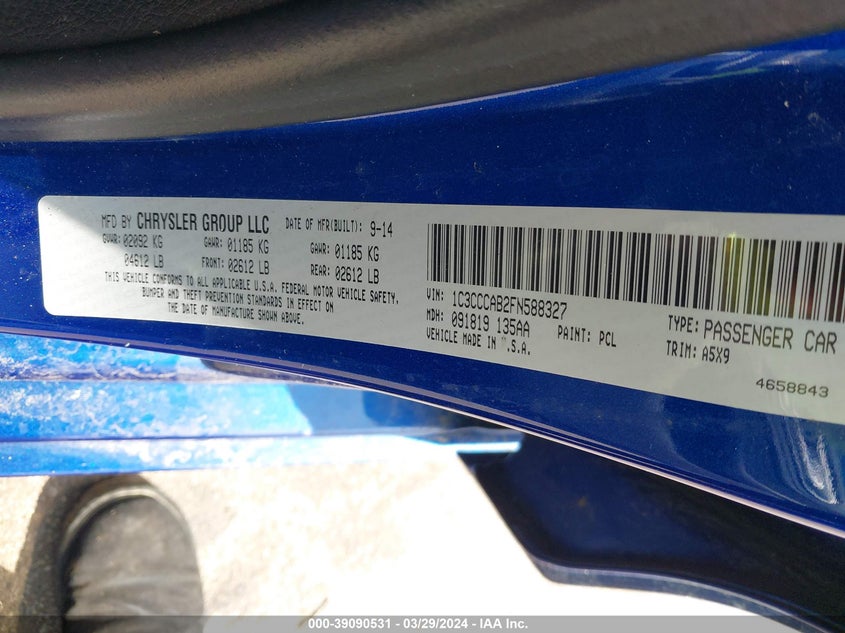 MFD BY CHRYSLER GROUP LLC DATE OF MFR(BUILT): 9-14
GVWR: 02092 KG GAWR: 01185 KG GAWR: 01185 KG
04612 LB FRONT: 02612 LB REAR: 02612 LB
THIS VEHICLE CONFORMS TO ALL APPLICABLE U.S.A. FEDERAL MOTOR VEHICLE SAFETY,
BUMPER AND THEFT PREVENTION STANDARDS IN EFFECT ON
THE DATE OF MANUFACTURE SHOWN ABOVE.
VIN: 1C3CCCAB2FN588327 TYPE: PASSENGER CAR
MDH: 091819 135AA PAINT: PCL TRIM: A5X9
VEHICLE MADE IN .S.A.
4658843
000-39090531 - 03/29/2024 - IAA Inc.